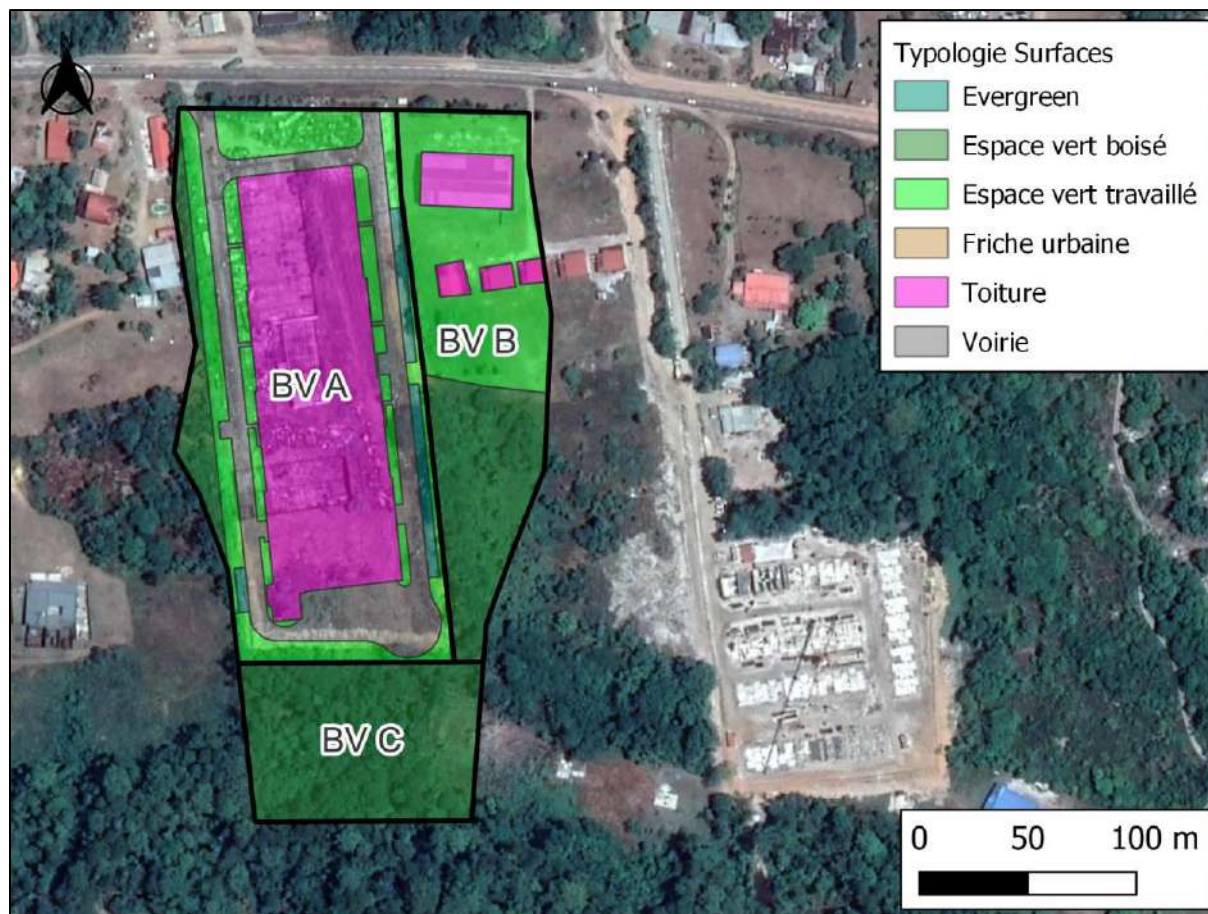 N
Typologie Surfaces
Evergreen
Espace vert boisé
Espace vert travaillé
Friche urbaine
Toiture
Voirie
BV A
BV B
BV C
0 50 100 m